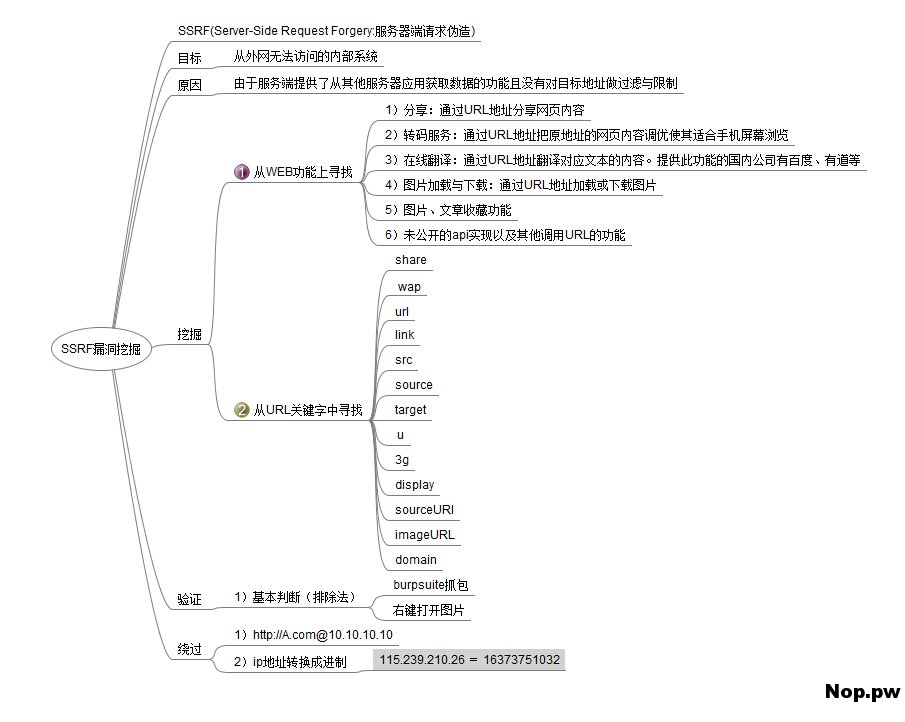 SSRF(Server-Side Request Forgery:服务器端请求伪造)
目标
从外网无法访问的内部系统
原因
由于服务端提供了从其他服务器应用获取数据的功能且没有对目标地址做过滤与限制
SSRF漏洞挖掘
挖掘
1 从WEB功能上寻找
1）分享：通过URL地址分享网页内容
2）转码服务：通过URL地址把原地址的网页内容调优使其适合手机屏幕浏览
3）在线翻译：通过URL地址翻译对应文本的内容。提供此功能的国内公司有百度、有道等
4）图片加载与下载：通过URL地址加载或下载图片
5）图片、文章收藏功能
6）未公开的api实现以及其他调用URL的功能
2 从URL关键字中寻找
share
wap
url
link
src
source
target
u
3g
display
sourceURl
imageURL
domain
验证
1）基本判断（排除法）
burpsuite抓包
右键打开图片
绕过
1）http://A.com@10.10.10.10
2）ip地址转换成进制
115.239.210.26 = 16373751032
Nop.pw